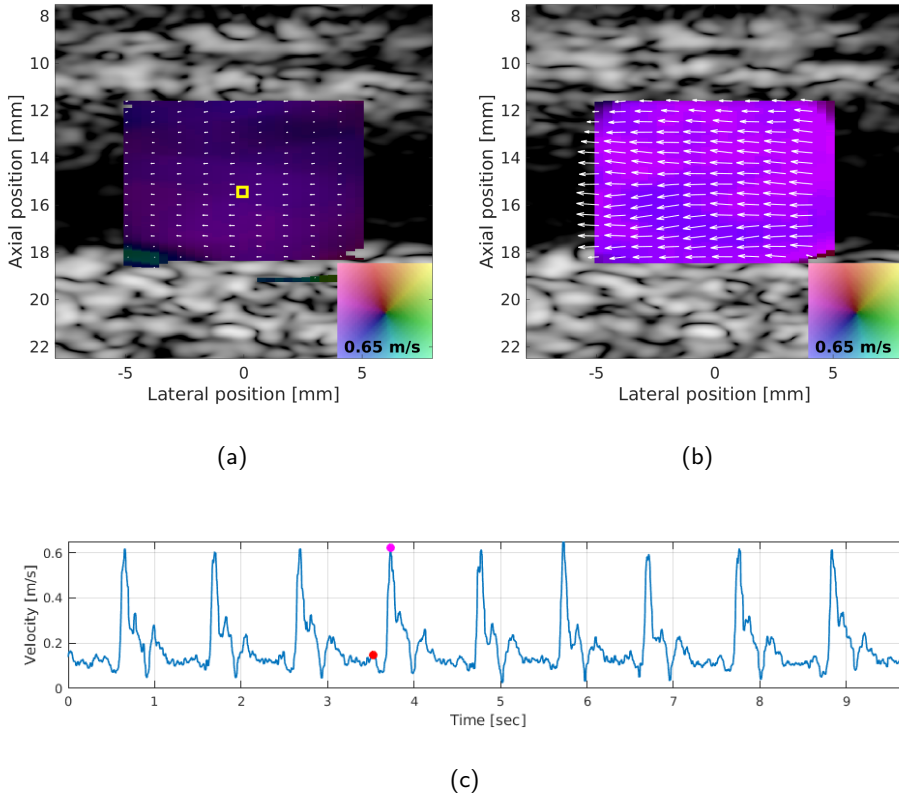 8
10
12
14
16
18
20
22
Axial position [mm]
-5
0
5
Lateral position [mm]
0.65 m/s
(a)
8
10
12
14
16
18
20
22
Axial position [mm]
-5
0
5
Lateral position [mm]
0.65 m/s
(b)
0.6
0.4
0.2
0
Velocity [m/s]
0 1 2 3 4 5 6 7 8 9
Time [sec]
(c)